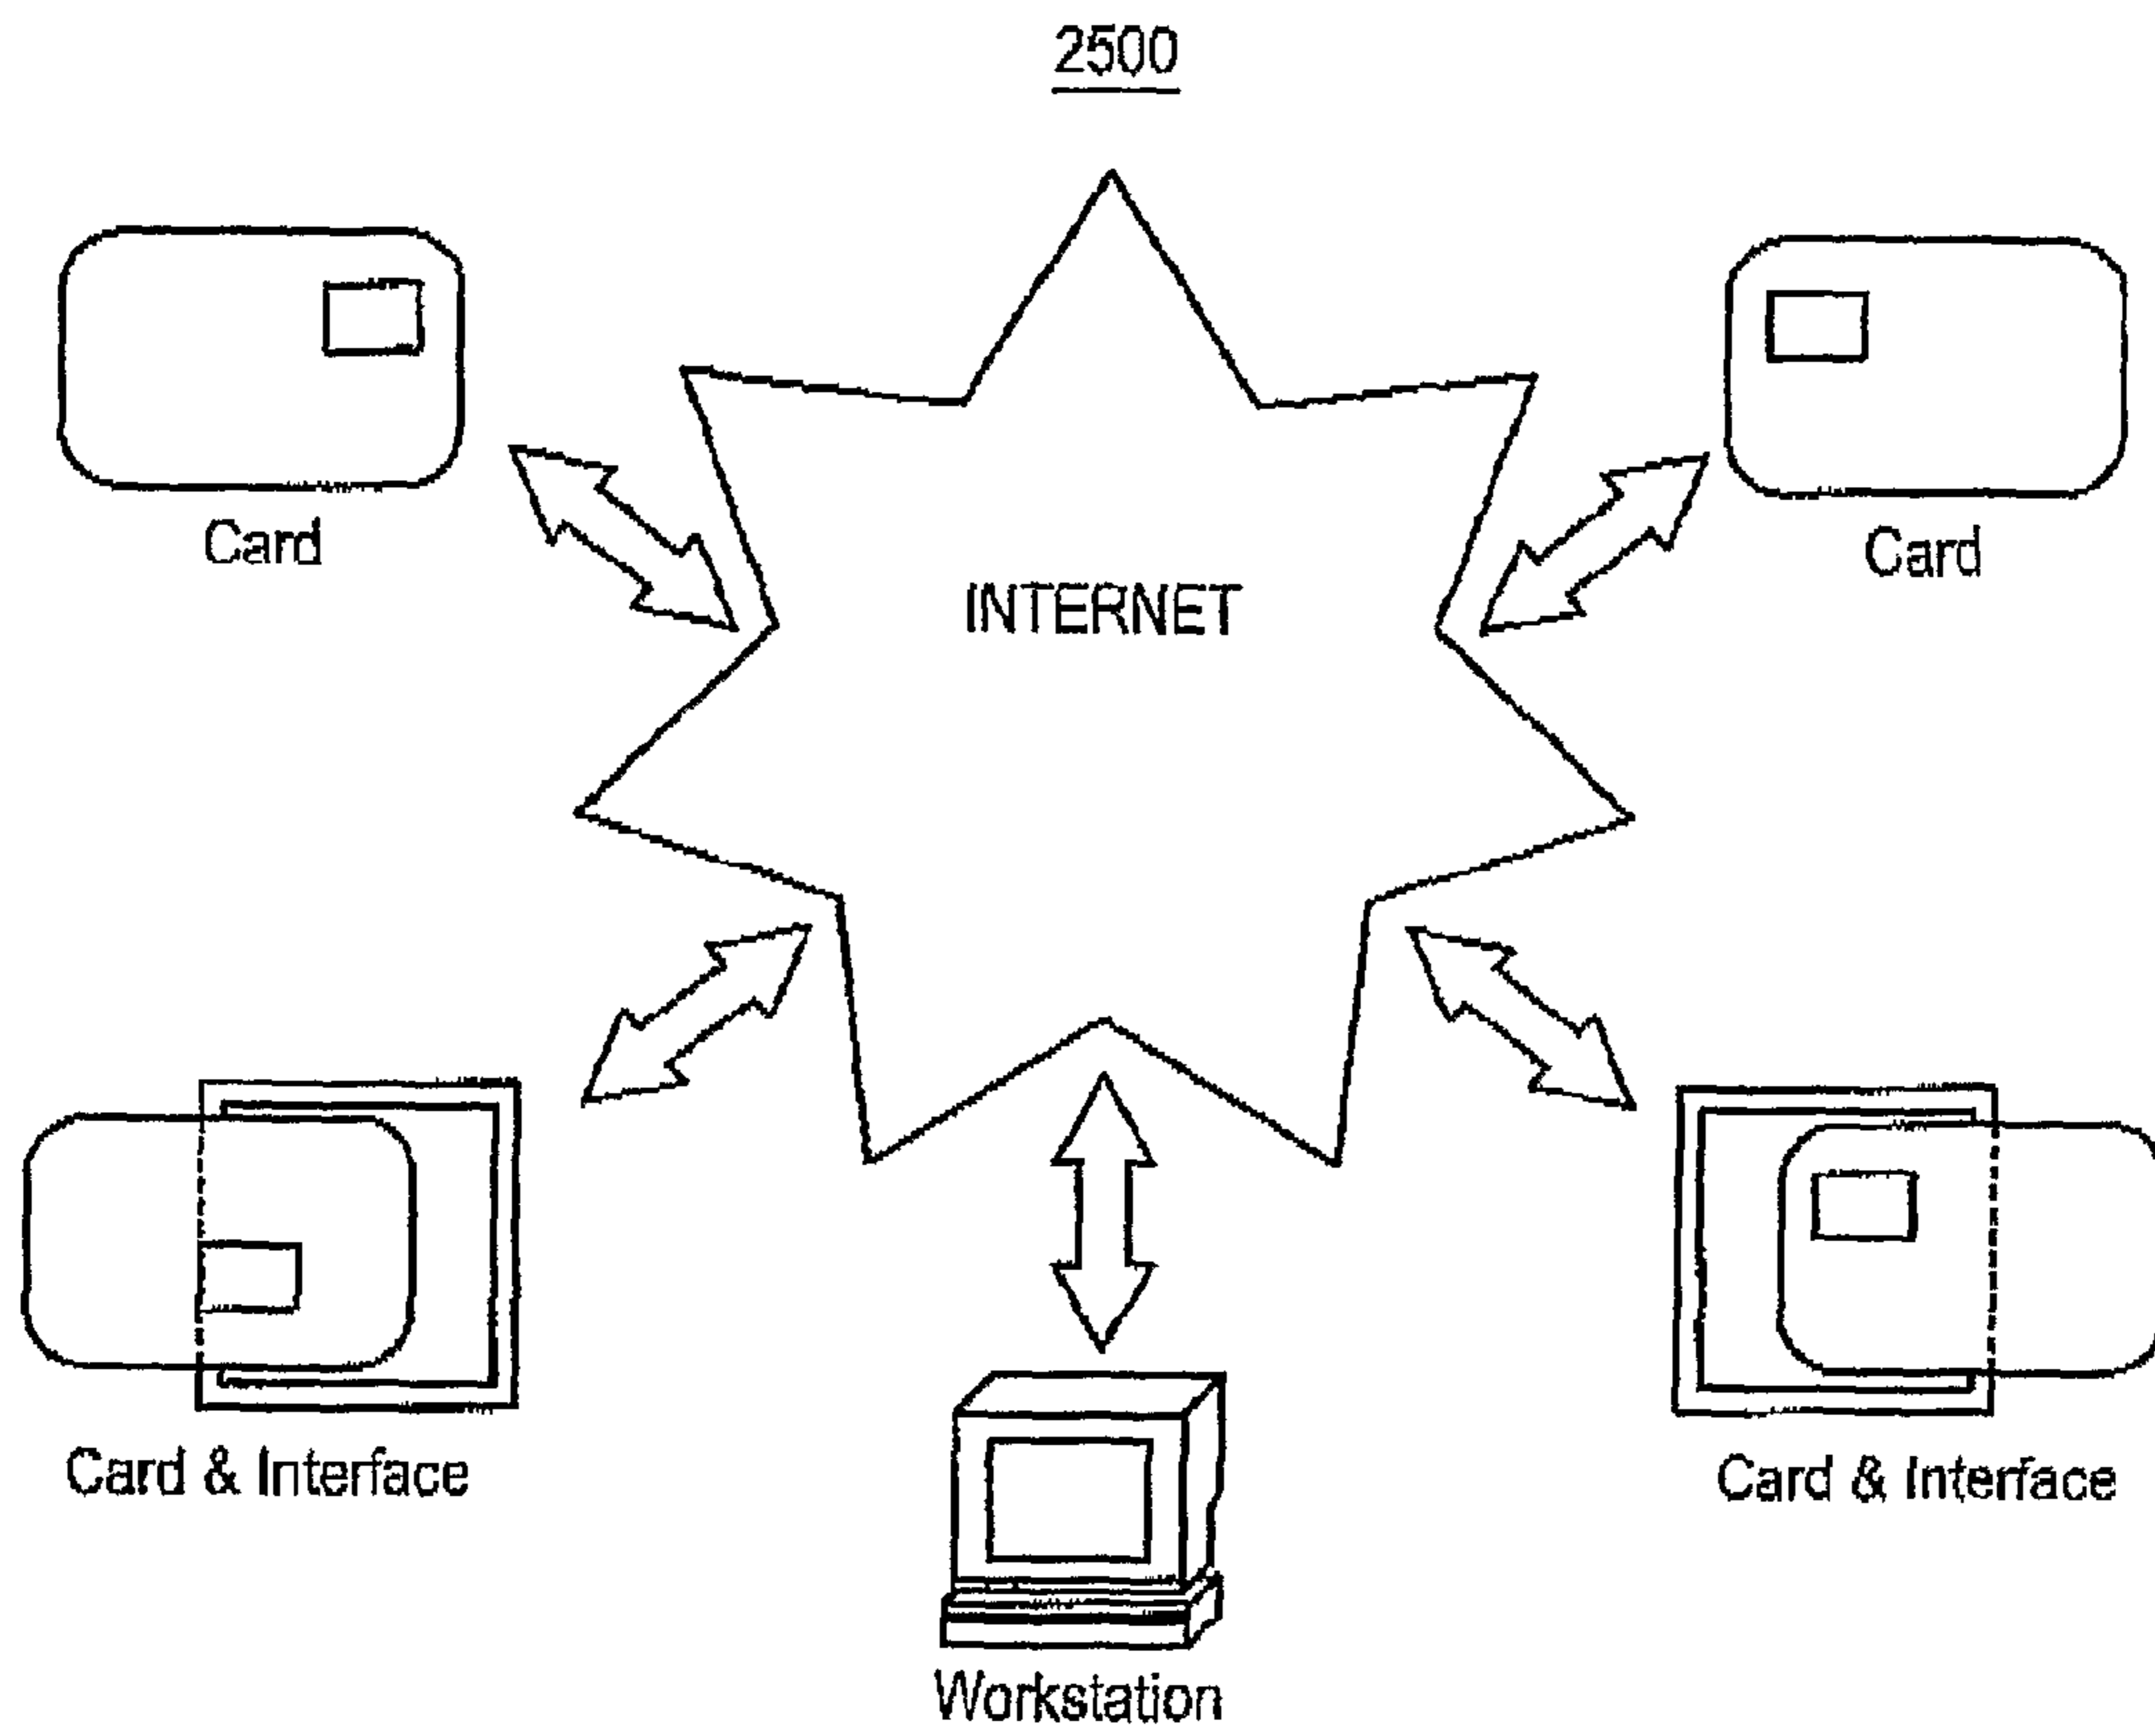 2500
Card
Card
INTERNET
Card & Interface
Card & Interface
Workstation